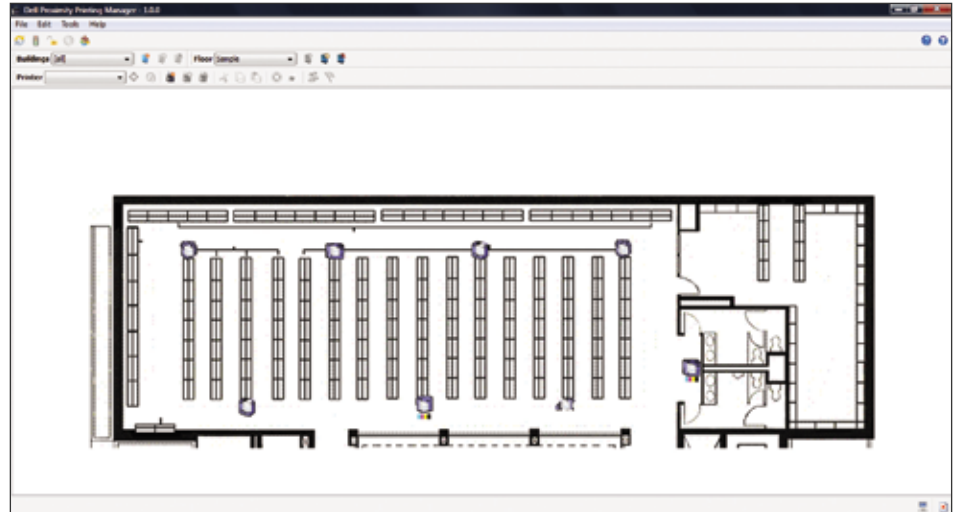 Dell Proximity Printing Manager - 1.0.0
File Edit Tools Help
Buildings [all] Floor Sample
Printer